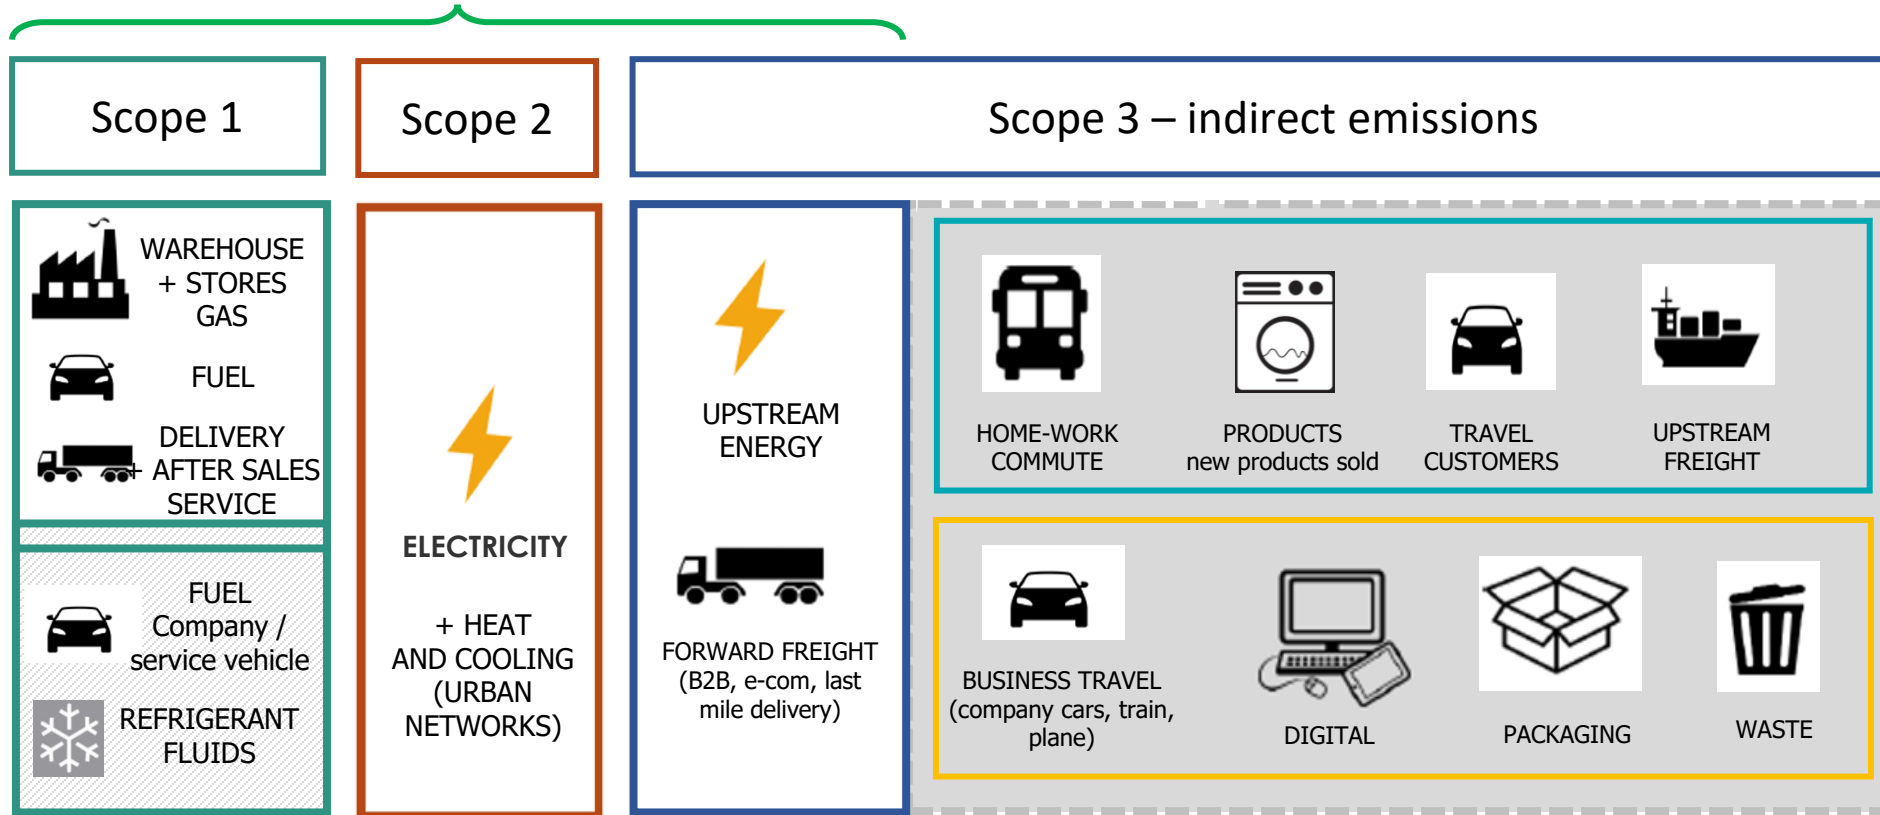 Scope 1
Scope 2
Scope 3 – indirect emissions
WAREHOUSE
+ STORES
GAS
FUEL
DELIVERY
+ AFTER SALES
SERVICE
FUEL
Company /
service vehicle
REFRIGERANT
FLUIDS
ELECTRICITY
+ HEAT
AND COOLING
(URBAN
NETWORKS)
UPSTREAM
ENERGY
FORWARD FREIGHT
(B2B, e-com, last
mile delivery)
HOME-WORK
COMMUTE
PRODUCTS
new products sold
TRAVEL
CUSTOMERS
UPSTREAM
FREIGHT
BUSINESS TRAVEL
(company cars, train,
plane)
DIGITAL
PACKAGING
WASTE